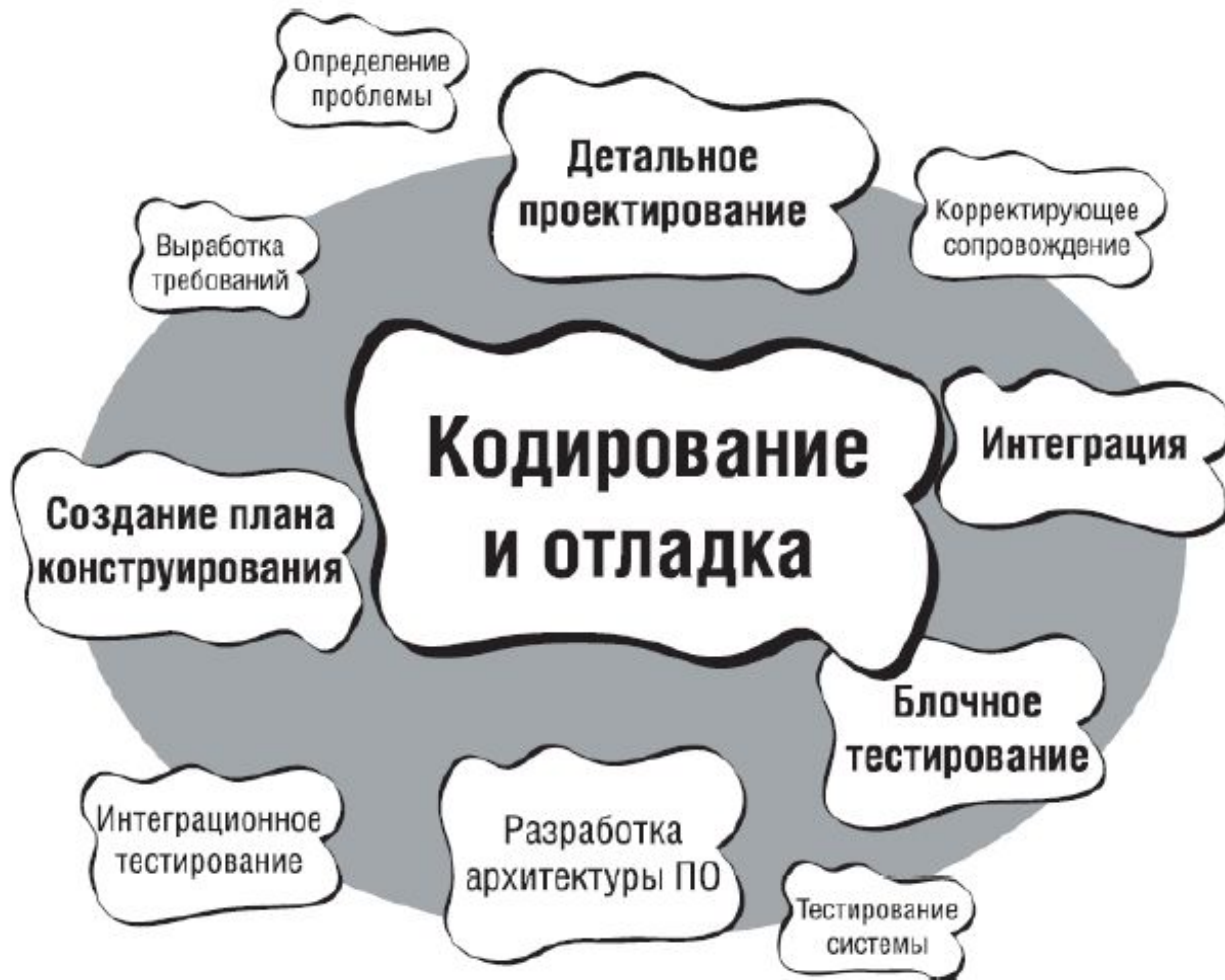 Определение
проблемы
Детальное
проектирование
Корректирующее
сопровождение
Выработка
требований
Кодирование
и отладка
Интеграция
Создание плана
конструирования
Блочное
тестирование
Интеграционное
тестирование
Разработка
архитектуры ПО
Тестирование
системы